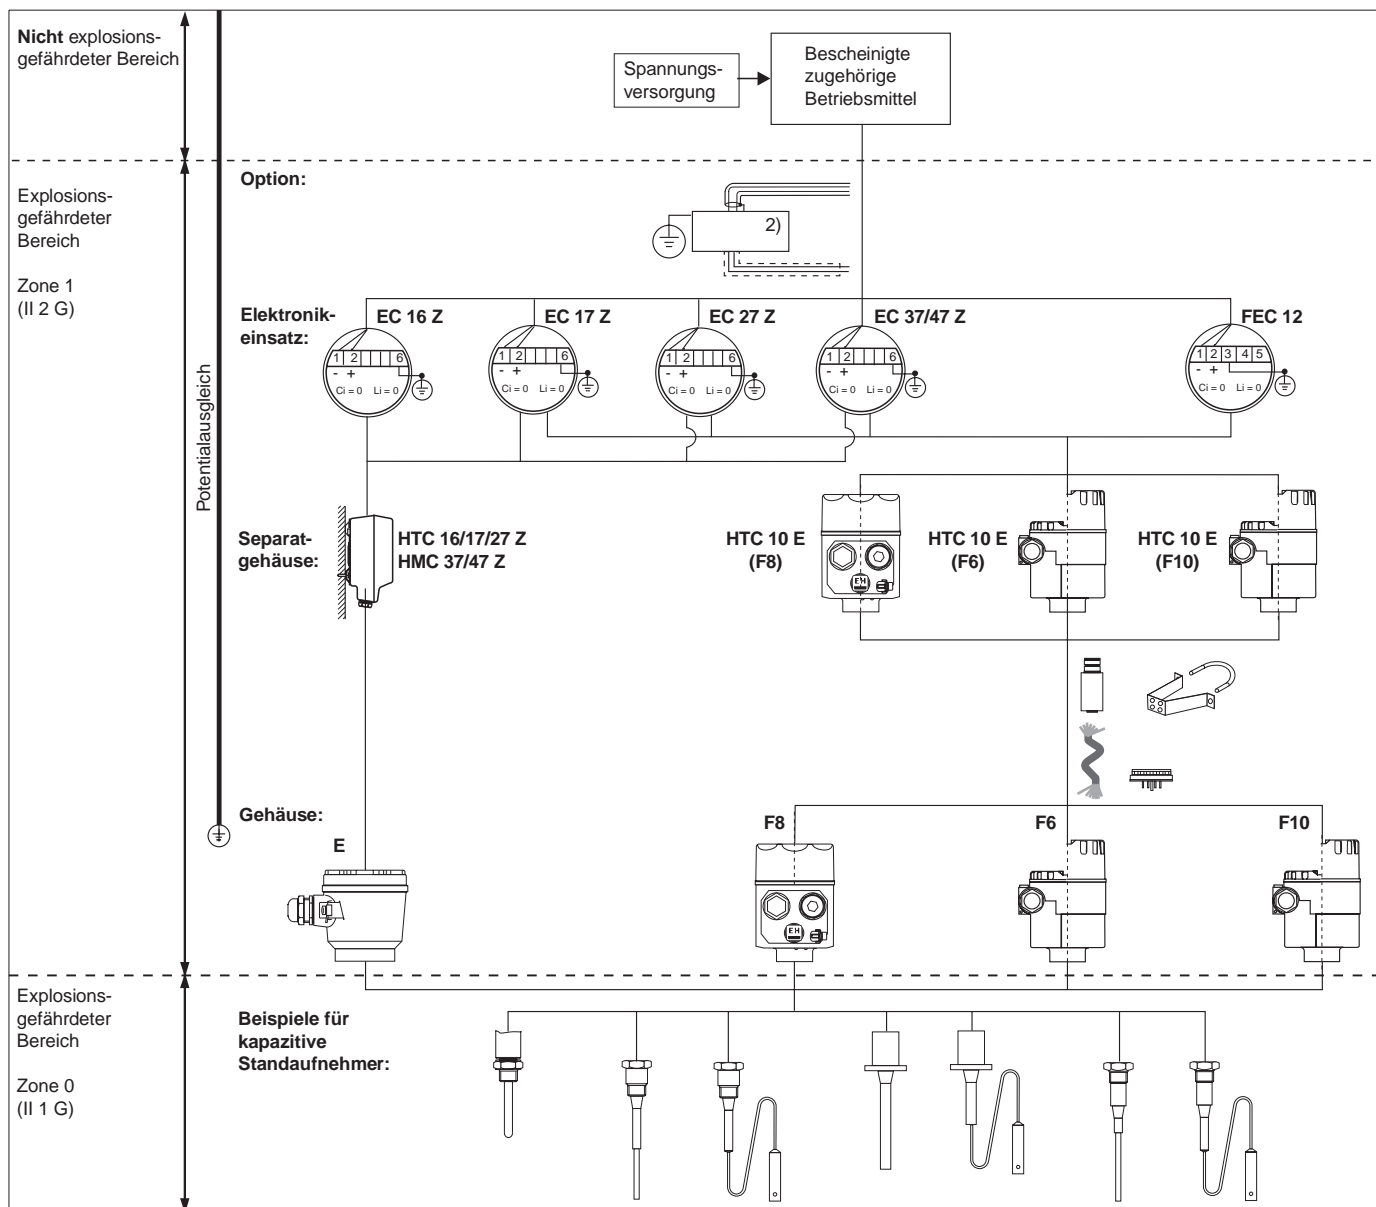 Nicht explosions-
gefährdeter Bereich
Spannungs-
versorgung
Bescheinigte
zugehörige
Betriebsmittel
Explosions-
gefährdeter
Bereich
Zone 1
(II 2 G)
Potentialausgleich
Option:
2)
Elektronik-
einsatz:
EC 16 Z
EC 17 Z
EC 27 Z
EC 37/47 Z
FEC 12
1 2 6
- +
Ci = 0 Li = 0
1 2 6
- +
Ci = 0 Li = 0
1 2 6
- +
Ci = 0 Li = 0
1 2 6
- +
Ci = 0 Li = 0
1 2 3 4 5
- +
Ci = 0 Li = 0
Separat-
gehäuse:
HTC 16/17/27 Z
HMC 37/47 Z
HTC 10 E
(F8)
HTC 10 E
(F6)
HTC 10 E
(F10)
EH
Gehäuse:
E
F8
F6
F10
EH
Explosions-
gefährdeter
Bereich
Zone 0
(II 1 G)
Beispiele für
kapazitive
Standaufnehmer: